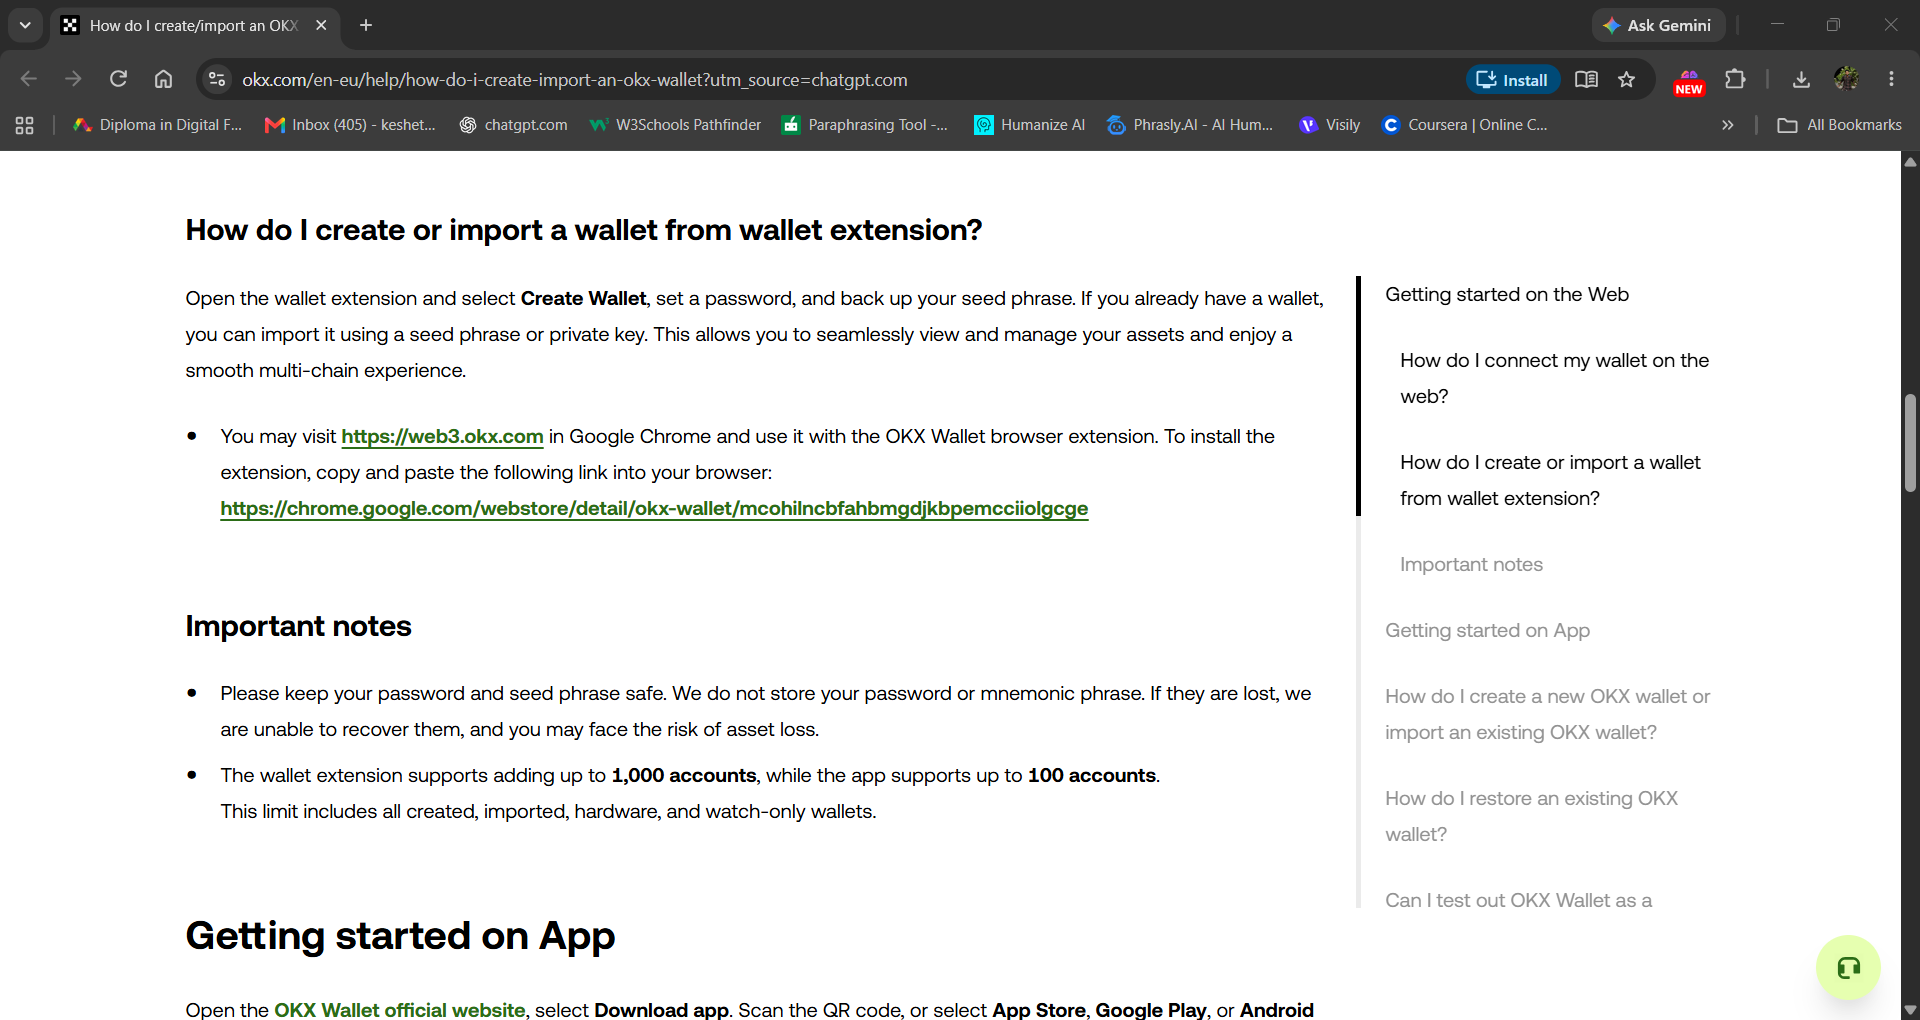 How do I create/import an OKX
Ask Gemini
okx.com/en-eu/help/how-do-i-create-import-an-okx-wallet?utm_source=chatgpt.com
Install
NEW
Diploma in Digital F...
Inbox (405) - keshet...
chatgpt.com
W3Schools Pathfinder
Paraphrasing Tool -...
Humanize AI
Phrasly.AI - AI Hum...
Visily
Coursera | Online C...
All Bookmarks
How do I create or import a wallet from wallet extension?
Open the wallet extension and select Create Wallet, set a password, and back up your seed phrase. If you already have a wallet,
you can import it using a seed phrase or private key. This allows you to seamlessly view and manage your assets and enjoy a
smooth multi-chain experience.
• You may visit https://web3.okx.com in Google Chrome and use it with the OKX Wallet browser extension. To install the
extension, copy and paste the following link into your browser:
https://chrome.google.com/webstore/detail/okx-wallet/mcohilncbfahbmgdjkbpemcciiolgcge
Important notes
• Please keep your password and seed phrase safe. We do not store your password or mnemonic phrase. If they are lost, we
are unable to recover them, and you may face the risk of asset loss.
• The wallet extension supports adding up to 1,000 accounts, while the app supports up to 100 accounts.
This limit includes all created, imported, hardware, and watch-only wallets.
Getting started on App
Open the OKX Wallet official website, select Download app. Scan the QR code, or select App Store, Google Play, or Android
Getting started on the Web
How do I connect my wallet on the
web?
How do I create or import a wallet
from wallet extension?
Important notes
Getting started on App
How do I create a new OKX wallet or
import an existing OKX wallet?
How do I restore an existing OKX
wallet?
Can I test out OKX Wallet as a